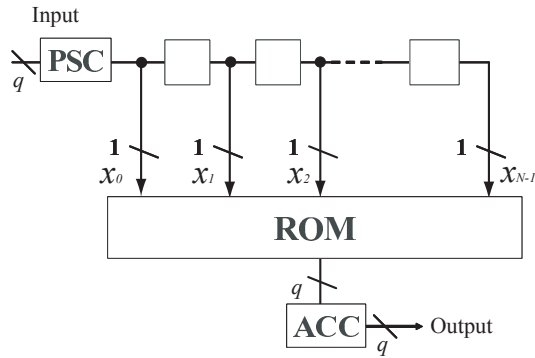 Input
PSC
q
1 1 1 1
x0 x1 x2 xN-1
ROM
q
ACC
Output
q